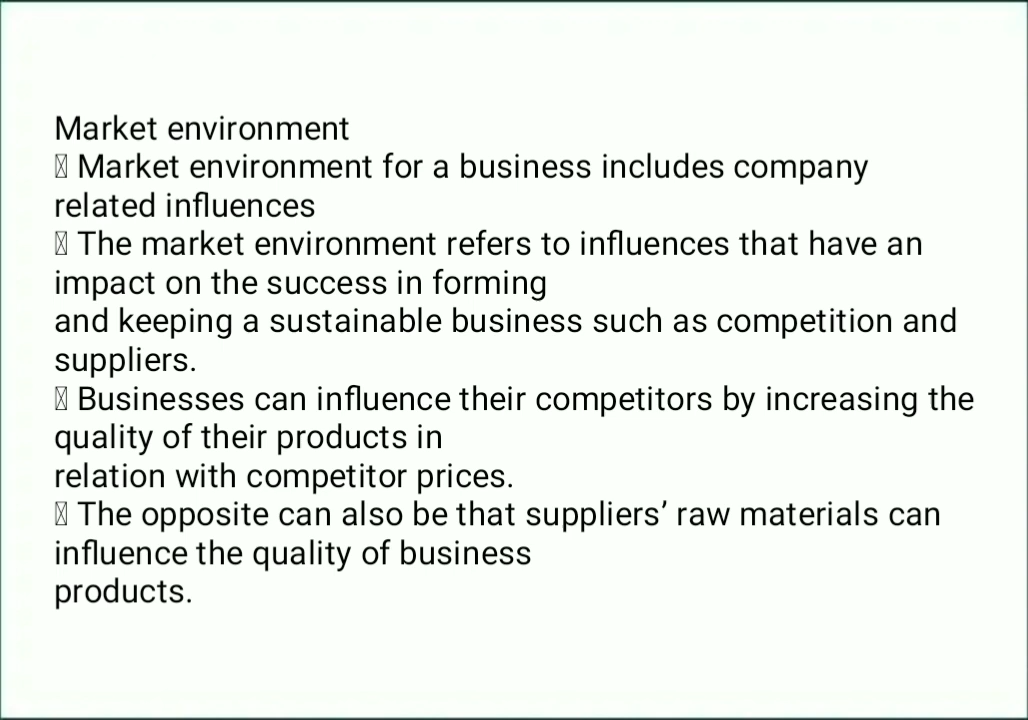 Market environment
 Market environment for a business includes company
related influences
 The market environment refers to influences that have an
impact on the success in forming
and keeping a sustainable business such as competition and
suppliers.
 Businesses can influence their competitors by increasing the
quality of their products in
relation with competitor prices.
 The opposite can also be that suppliers’ raw materials can
influence the quality of business
products.